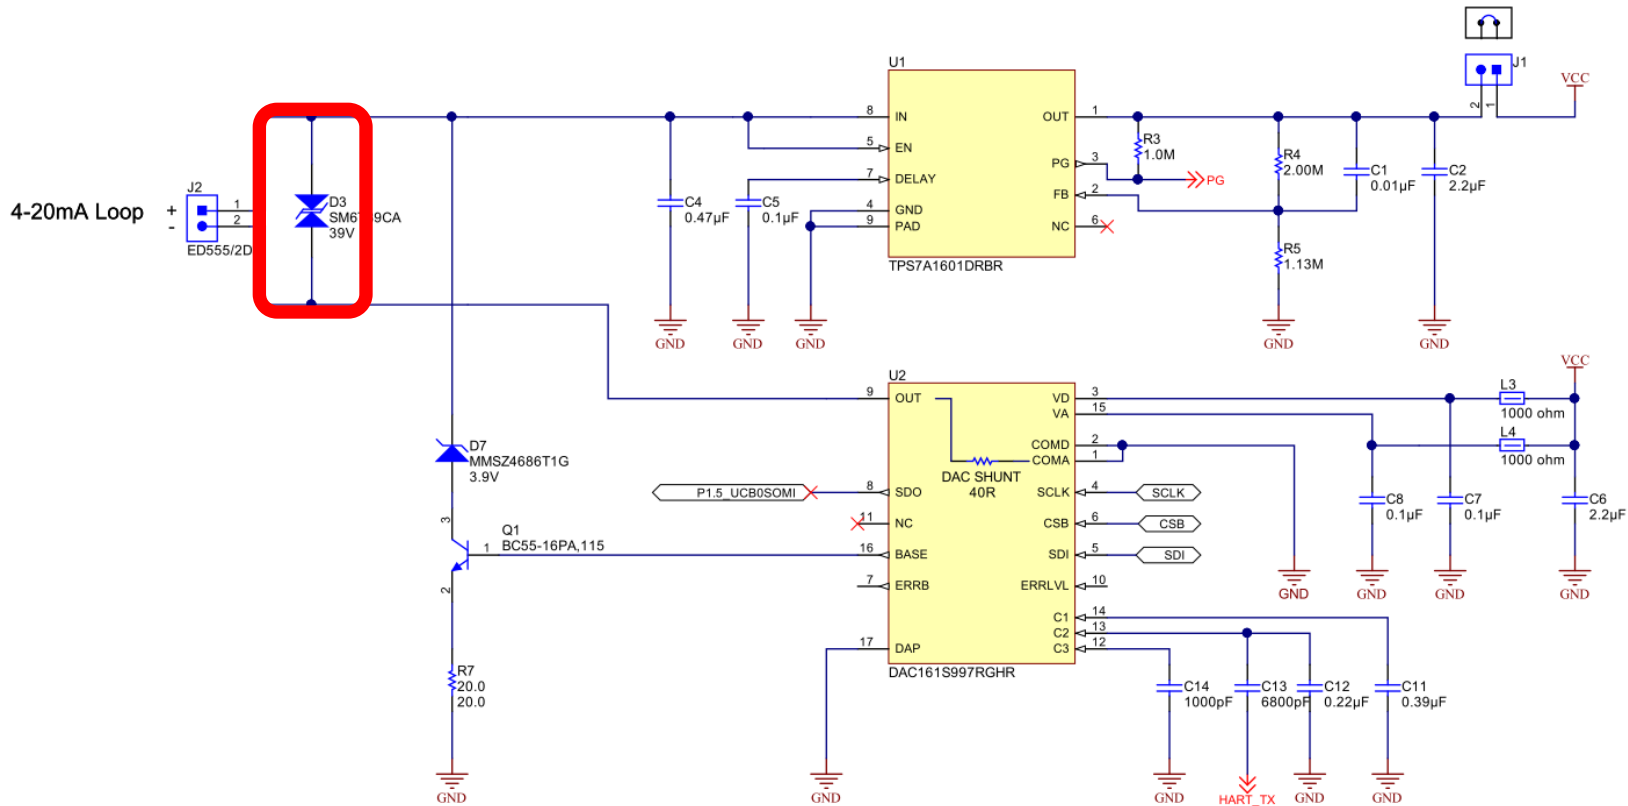 J1
VCC
2
1
U1
8
IN
OUT
1
5
EN
PG
3
PG
7
DELAY
FB
2
4
GND
9
PAD
NC
6
TPS7A1601DRBR
R3
1.0M
R4
2.00M
C1
0.01µF
C2
2.2µF
R5
1.13M
J2
4-20mA Loop
+
-
1
2
ED555/2D
D3
39V
C4
0.47µF
C5
0.1µF
GND
GND
GND
GND
GND
U2
9
OUT
VD
3
VA
15
COMD
2
COMA
1
DAC SHUNT
40R
P1.5_UCB0SOMI
8
SDO
SCLK
4
SCLK
11
NC
CSB
6
CSB
16
BASE
SDI
5
SDI
7
ERRB
ERRLVL
10
C1
14
C2
13
C3
12
17
DAP
DAC161S997RGHR
VCC
L3
1000 ohm
L4
1000 ohm
C8
0.1µF
C7
0.1µF
C6
2.2µF
GND
GND
GND
GND
D7
MMSZ4686T1G
3.9V
3
Q1
BC55-16PA,115
1
2
R7
20.0
20.0
C14
1000pF
C13
6800pF
C12
0.22µF
C11
0.39µF
GND
GND
GND
HART_TX
GND
GND